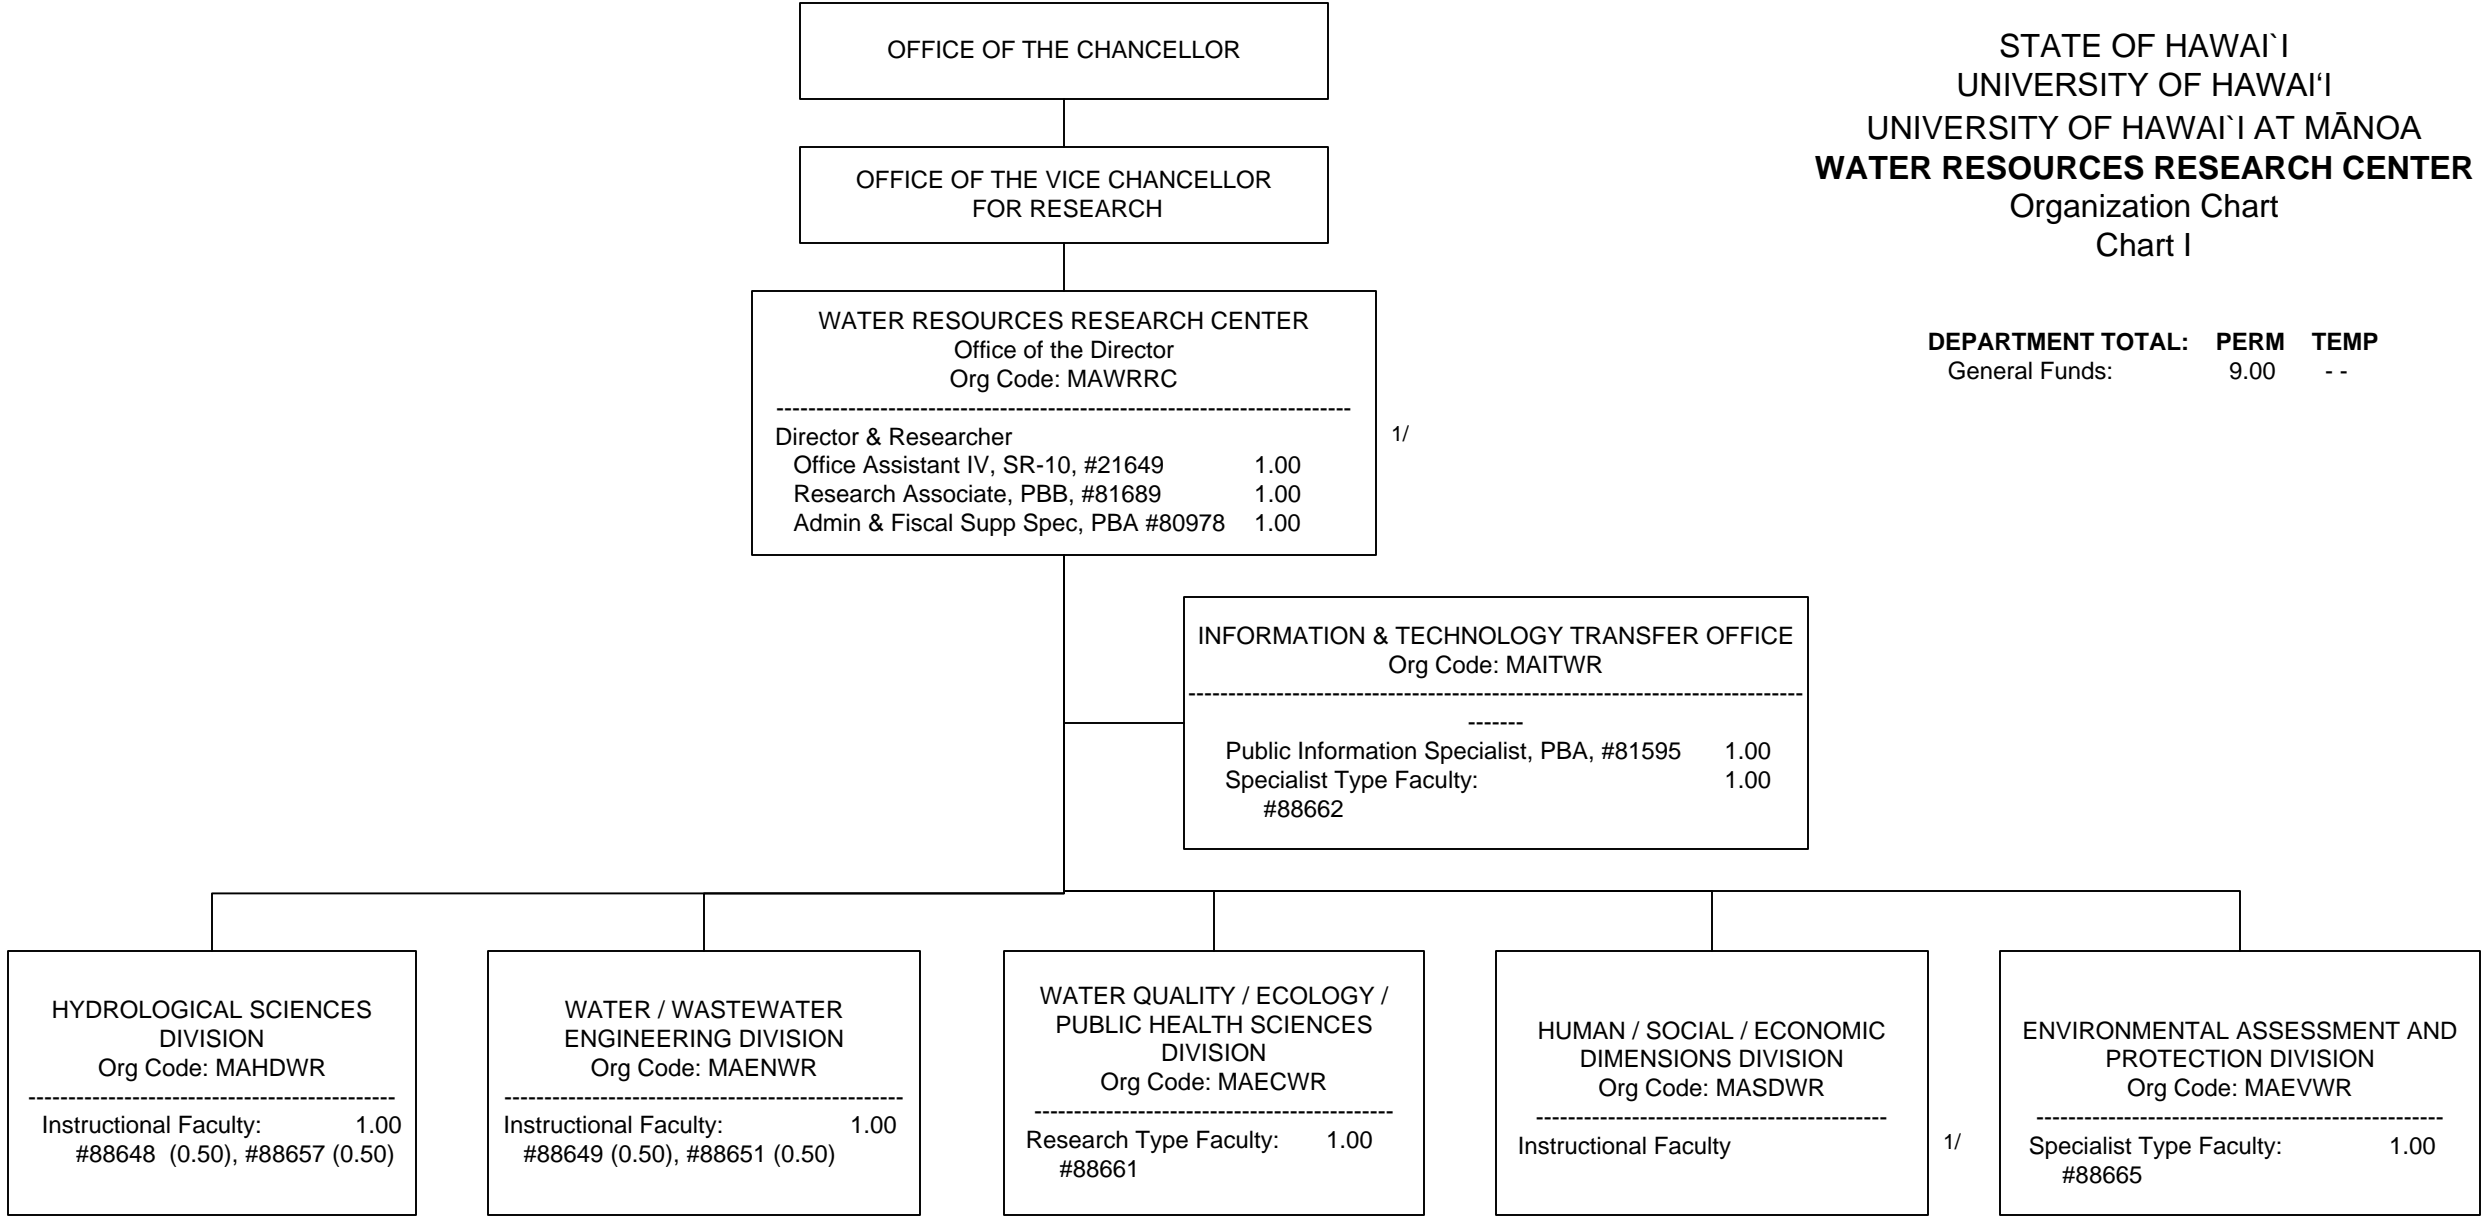 OFFICE OF THE CHANCELLOR
OFFICE OF THE VICE CHANCELLOR
FOR RESEARCH
STATE OF HAWAI`I
UNIVERSITY OF HAWAI‘I
UNIVERSITY OF HAWAI`I AT MĀNOA
WATER RESOURCES RESEARCH CENTER
Organization Chart
Chart I
DEPARTMENT TOTAL: PERM TEMP
General Funds: 9.00 - -
WATER RESOURCES RESEARCH CENTER
Office of the Director
Org Code: MAWRRC
------------------------------------------------------------------------
Director & Researcher 1/
Office Assistant IV, SR-10, #21649 1.00
Research Associate, PBB, #81689 1.00
Admin & Fiscal Supp Spec, PBA #80978 1.00
INFORMATION & TECHNOLOGY TRANSFER OFFICE
Org Code: MAITWR
-----------------------------------------------------------------------------
-------
Public Information Specialist, PBA, #81595 1.00
Specialist Type Faculty: 1.00
#88662
HYDROLOGICAL SCIENCES
DIVISION
Org Code: MAHDWR
----------------------------------------------
Instructional Faculty: 1.00
#88648 (0.50), #88657 (0.50)
WATER / WASTEWATER
ENGINEERING DIVISION
Org Code: MAENWR
--------------------------------------------------
Instructional Faculty: 1.00
#88649 (0.50), #88651 (0.50)
WATER QUALITY / ECOLOGY /
PUBLIC HEALTH SCIENCES
DIVISION
Org Code: MAECWR
---------------------------------------------
Research Type Faculty: 1.00
#88661
HUMAN / SOCIAL / ECONOMIC
DIMENSIONS DIVISION
Org Code: MASDWR
--------------------------------------------
Instructional Faculty 1/
ENVIRONMENTAL ASSESSMENT AND
PROTECTION DIVISION
Org Code: MAEVWR
---------------------------------------------------
Specialist Type Faculty: 1.00
#88665